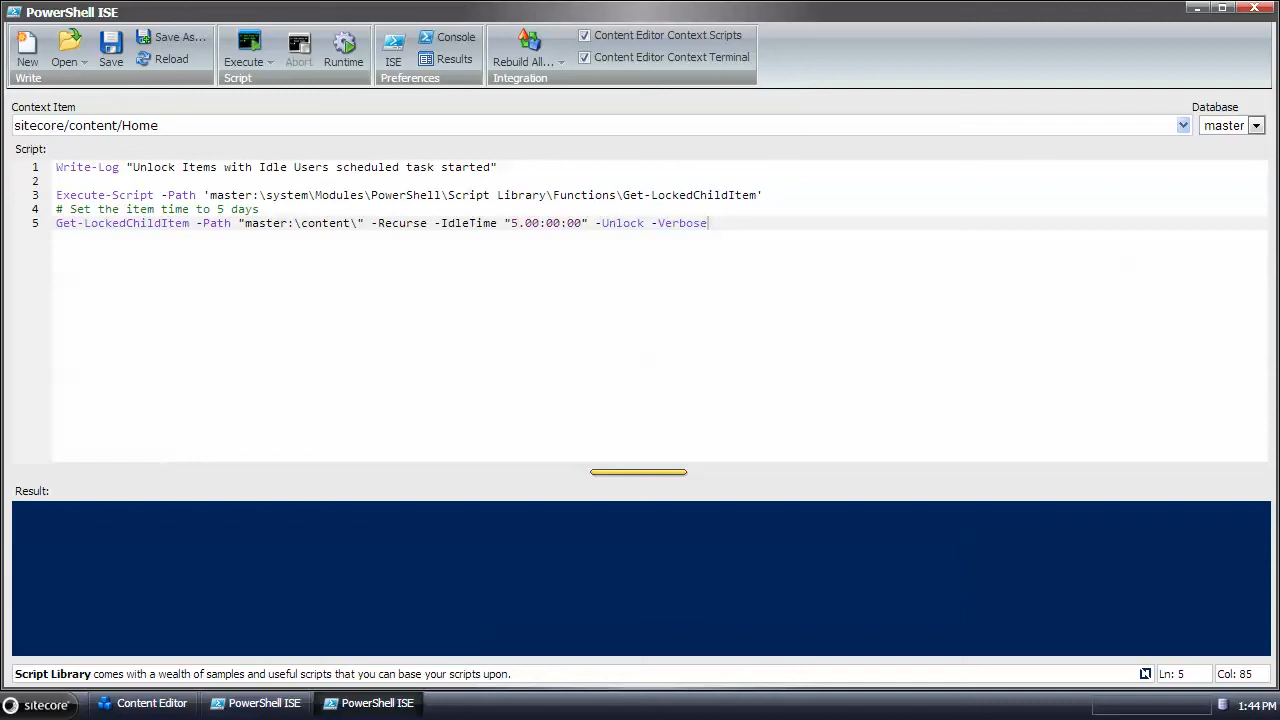 PowerShell ISE
New
Open
Save
Save As...
Reload
Write
Execute
Abort
Runtime
Script
ISE
Console
Results
Preferences
Rebuild All...
Content Editor Context Scripts
Content Editor Context Terminal
Integration
Context Item
Database
sitecore/content/Home
master
Script:
1 Write-Log "Unlock Items with Idle Users scheduled task started"
2
3 Execute-Script -Path 'master:\system\Modules\PowerShell\Script Library\Functions\Get-LockedChildItem'
4 # Set the item time to 5 days
5 Get-LockedChildItem -Path "master:\content\" -Recurse -IdleTime "5.00:00:00" -Unlock -Verbose
Result:
Script Library comes with a wealth of samples and useful scripts that you can base your scripts upon.
Ln: 5
Col: 85
sitecore
Content Editor
PowerShell ISE
PowerShell ISE
1:44 PM